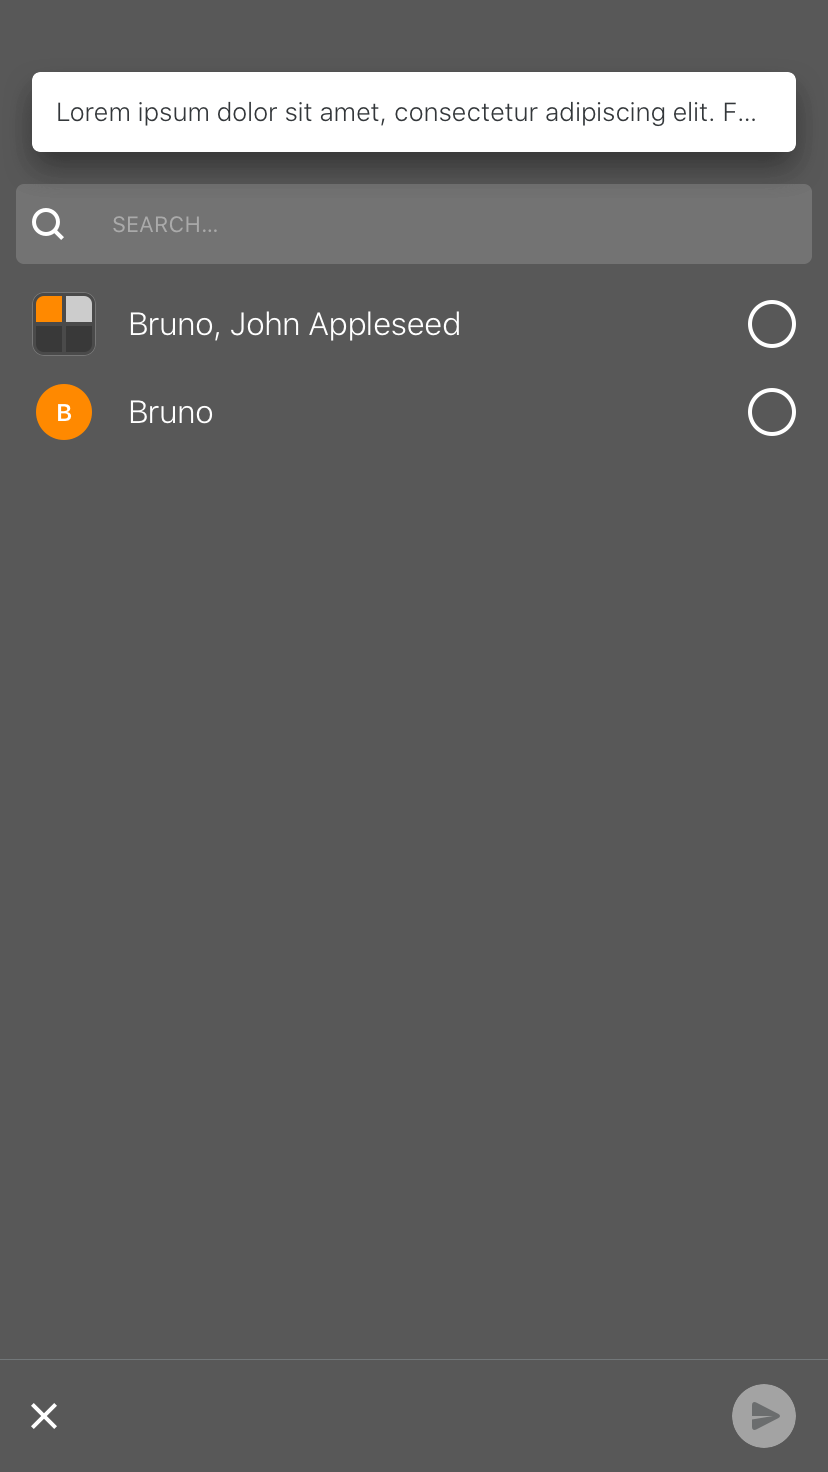 Lorem ipsum dolor sit amet, consectetur adipiscing elit. F...
SEARCH...
Bruno, John Appleseed
B
Bruno